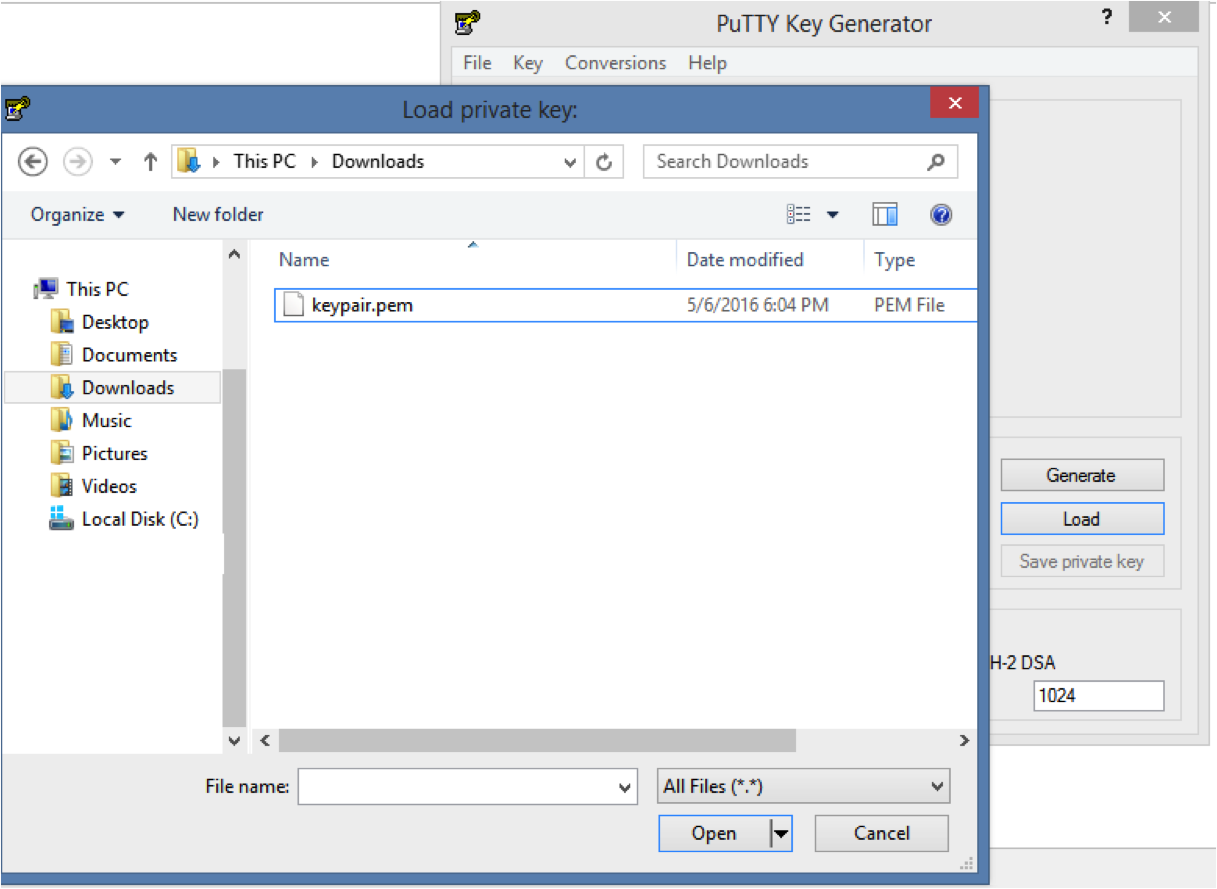 PuTTY Key Generator ?
File Key Conversions Help
Load private key:
This PC Downloads
Search Downloads
Organize New folder
Name Date modified Type
keypair.pem 5/6/2016 6:04 PM PEM File
This PC
Desktop
Documents
Downloads
Music
Pictures
Videos
Local Disk (C:)
Generate
Load
Save private key
H-2 DSA
1024
File name: All Files (*.*)
Open Cancel